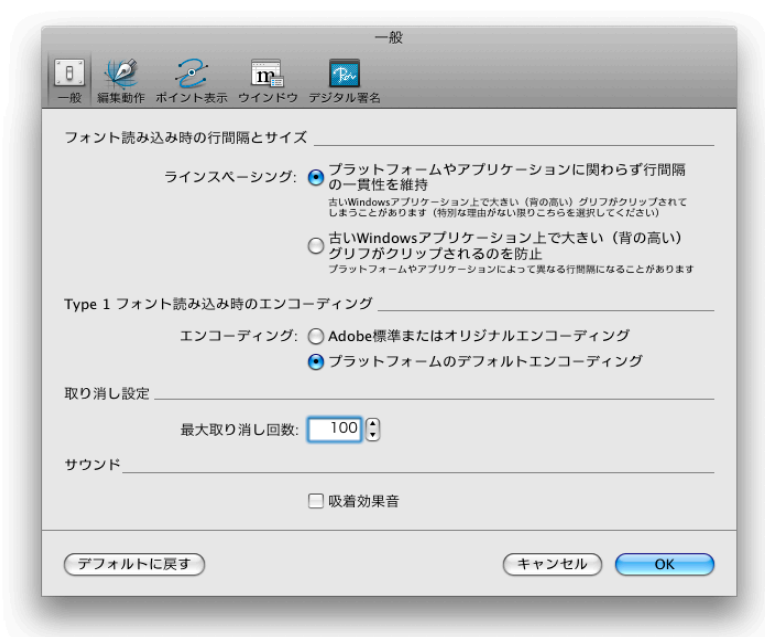 一般
一般 編集動作 ポイント表示 ウインドウ デジタル署名
フォント読み込み時の行間隔とサイズ
ラインスペーシング: プラットフォームやアプリケーションに関わらず行間隔
の一貫性を維持
古いWindowsアプリケーション上で大きい（背の高い）グリフがクリップされて
しまうことがあります（特別な理由がない限りこちらを選択してください）
古いWindowsアプリケーション上で大きい（背の高い）
グリフがクリップされるのを防止
プラットフォームやアプリケーションによって異なる行間隔になることがあります
Type 1 フォント読み込み時のエンコーディング
エンコーディング: Adobe標準またはオリジナルエンコーディング
プラットフォームのデフォルトエンコーディング
取り消し設定
最大取り消し回数: 100
サウンド
吸着効果音
デフォルトに戻す キャンセル OK